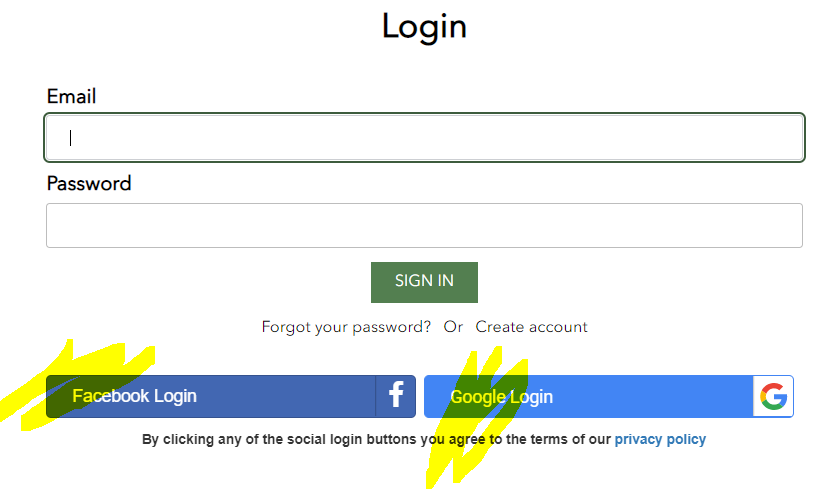 Login
Email
Password
SIGN IN
Forgot your password? Or Create account
Facebook Login f Google Login G
By clicking any of the social login buttons you agree to the terms of our privacy policy